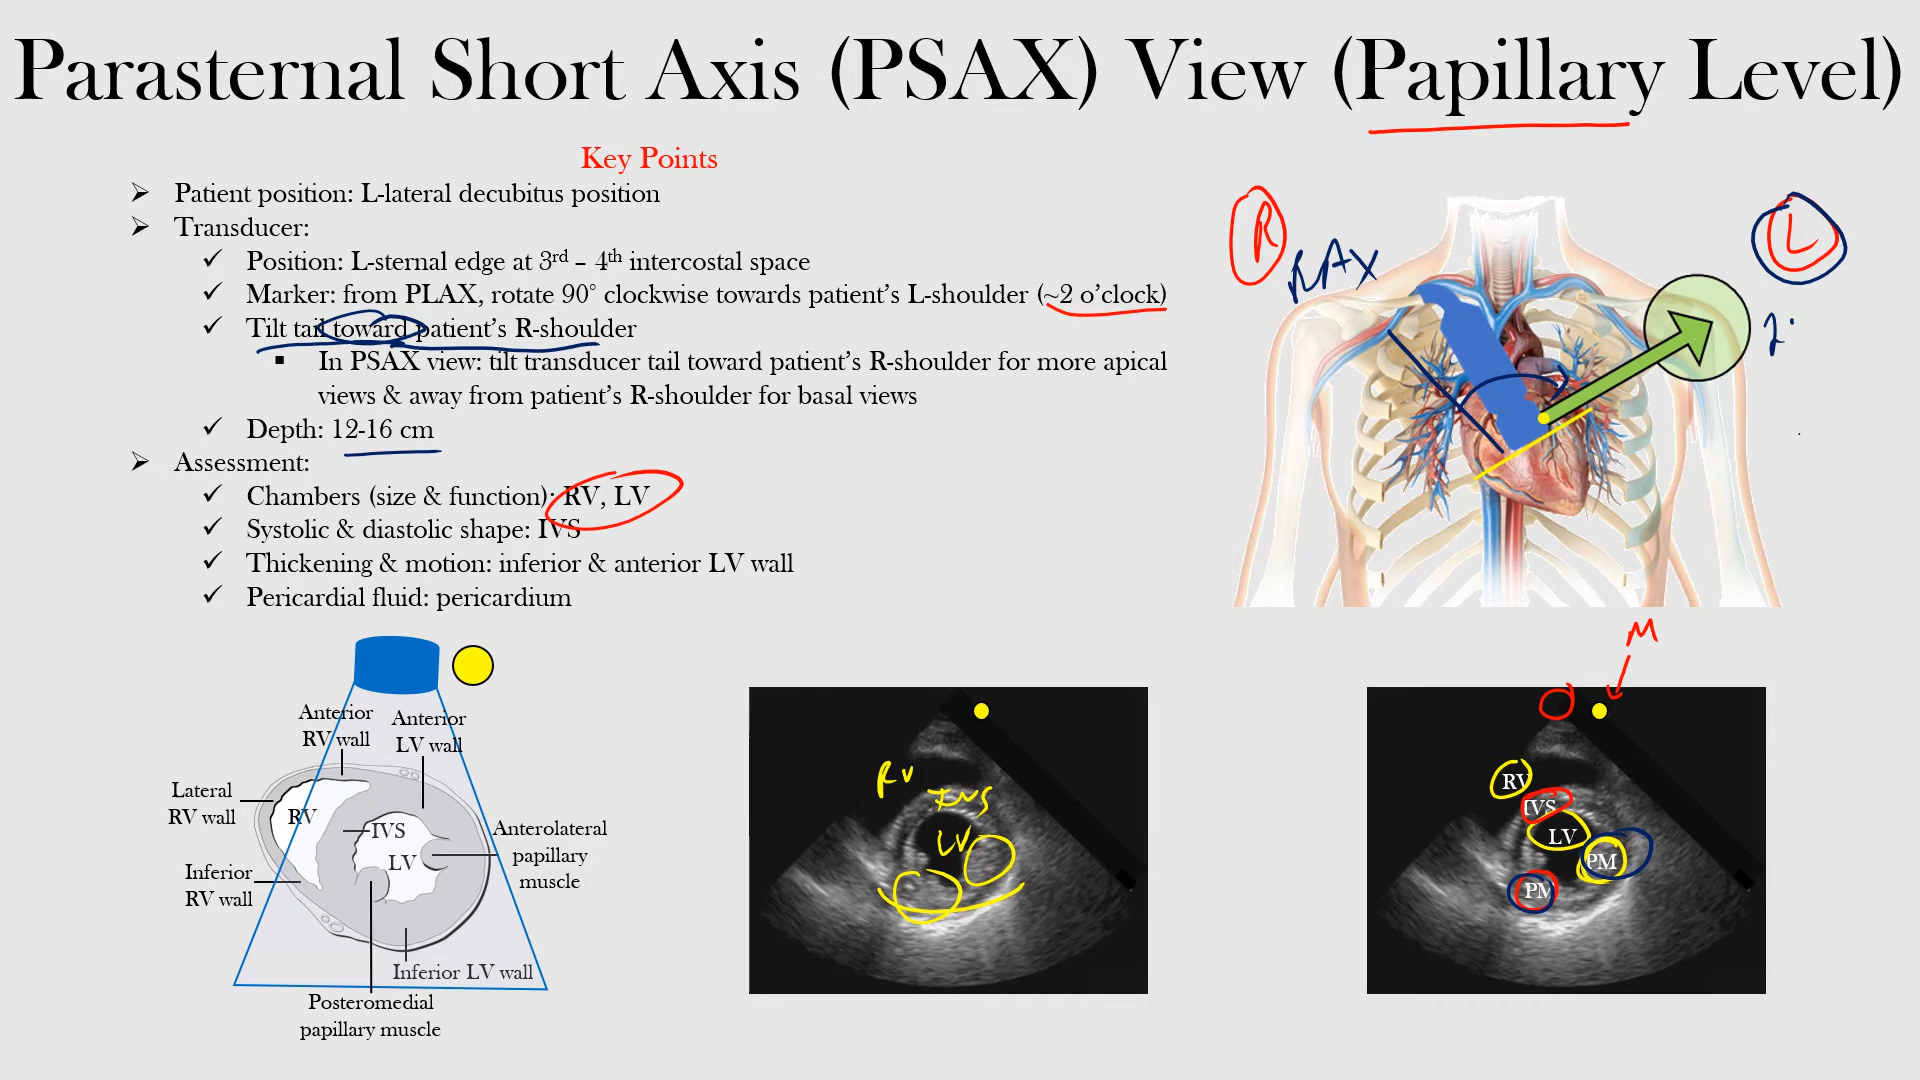 Parasternal Short Axis (PSAX) View (Papillary Level)
Key Points
➢ Patient position: L-lateral decubitus position
➢ Transducer:
✓ Position: L-sternal edge at 3rd – 4th intercostal space
✓ Marker: from PLAX, rotate 90° clockwise towards patient's L-shoulder (~2 o'clock)
✓ Tilt tail toward patient's R-shoulder
▪ In PSAX view: tilt transducer tail toward patient's R-shoulder for more apical
views & away from patient's R-shoulder for basal views
✓ Depth: 12-16 cm
➢ Assessment:
✓ Chambers (size & function): RV, LV
✓ Systolic & diastolic shape: IVS
✓ Thickening & motion: inferior & anterior LV wall
✓ Pericardial fluid: pericardium
R
L
Anterior
RV wall
Anterior
LV wall
Lateral
RV wall
RV
IVS
LV
Anterolateral
papillary
muscle
Inferior
RV wall
Inferior LV wall
Posteromedial
papillary muscle
RV
IVS
LV
M
RV
IVS
LV
PM
PM